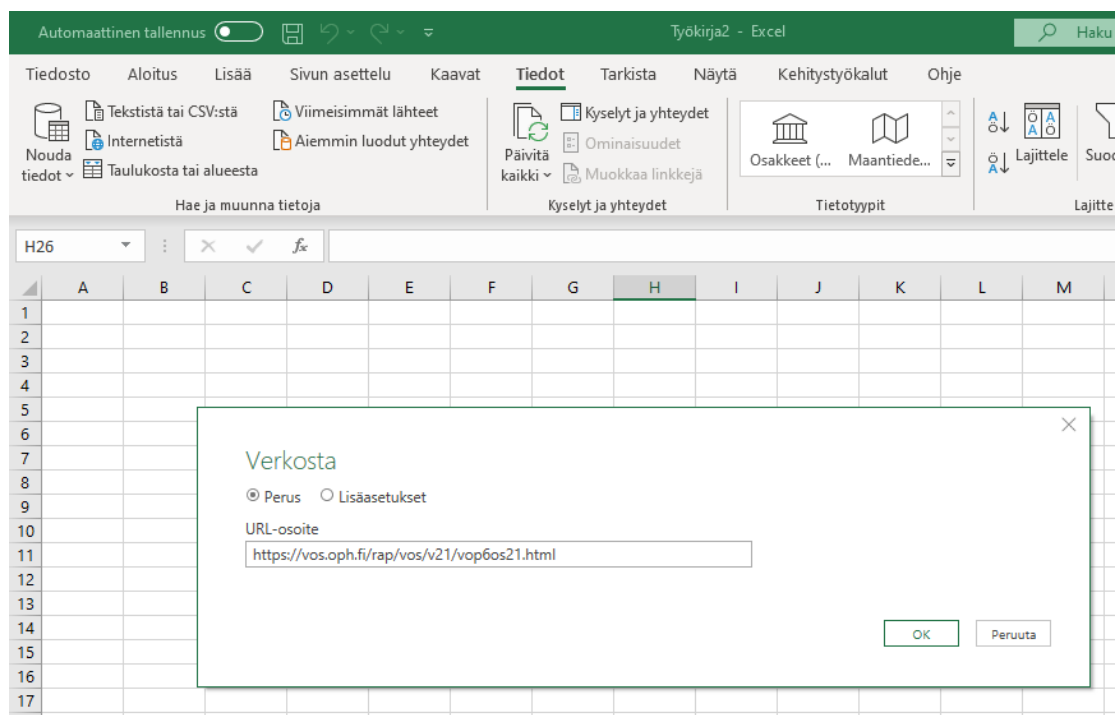 Automaattinen tallennus
Työkirja2 - Excel
Haku
Tiedosto Aloitus Lisää Sivun asettelu Kaavat Tiedot Tarkista Näytä Kehitystyökalut Ohje
Nouda tiedot
Tekstistä tai CSV:stä
Internetistä
Taulukosta tai alueesta
Viimeisimmät lähteet
Aiemmin luodut yhteydet
Hae ja muunna tietoja
Päivitä kaikki
Kyselyt ja yhteydet
Ominaisuudet
Muokkaa linkkejä
Kyselyt ja yhteydet
Osakkeet (... Maantiede...
Tietotyypit
Lajittele
Suod
Lajitte
H26
fx
A B C D E F G H I J K L M
1
2
3
4
5
6
7
8
9
10
11
12
13
14
15
16
17
Verkosta
Perus Lisäasetukset
URL-osoite
https://vos.oph.fi/rap/vos/v21/vop6os21.html
OK Peruuta